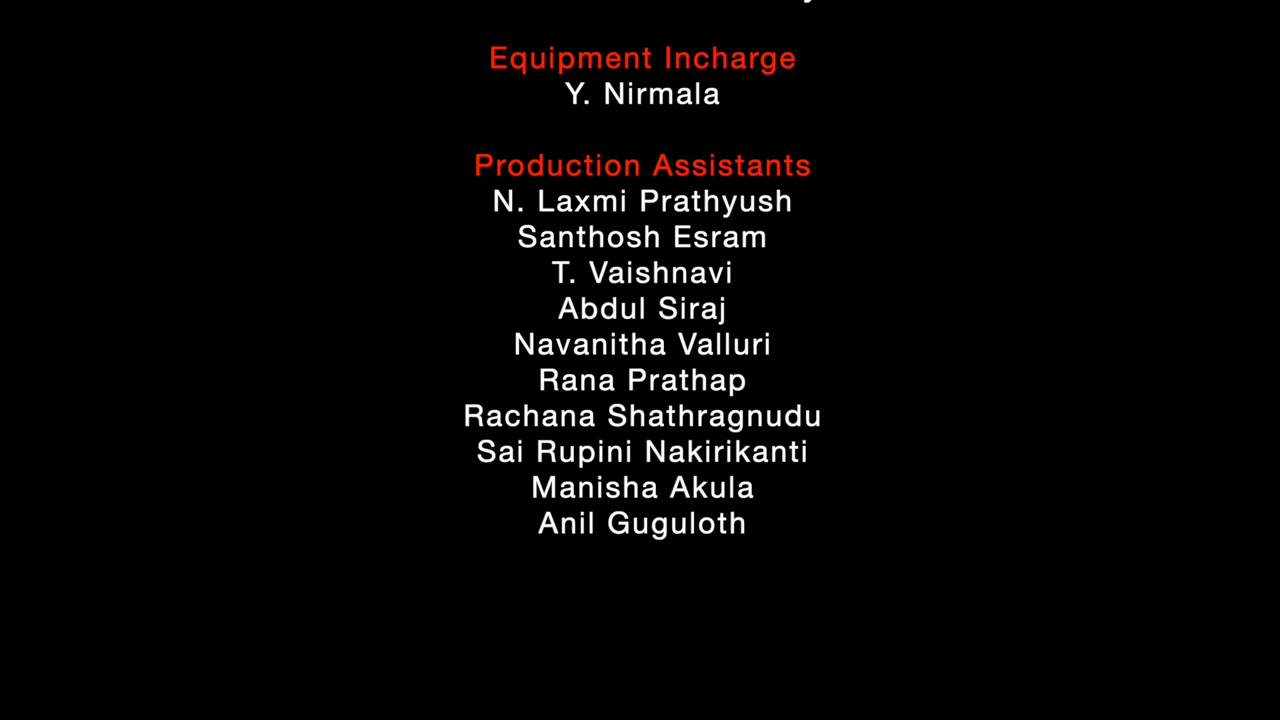 Equipment Incharge
Y. Nirmala
Production Assistants
N. Laxmi Prathyush
Santhosh Esram
T. Vaishnavi
Abdul Siraj
Navanitha Valluri
Rana Prathap
Rachana Shathragnudu
Sai Rupini Nakirikanti
Manisha Akula
Anil Guguloth